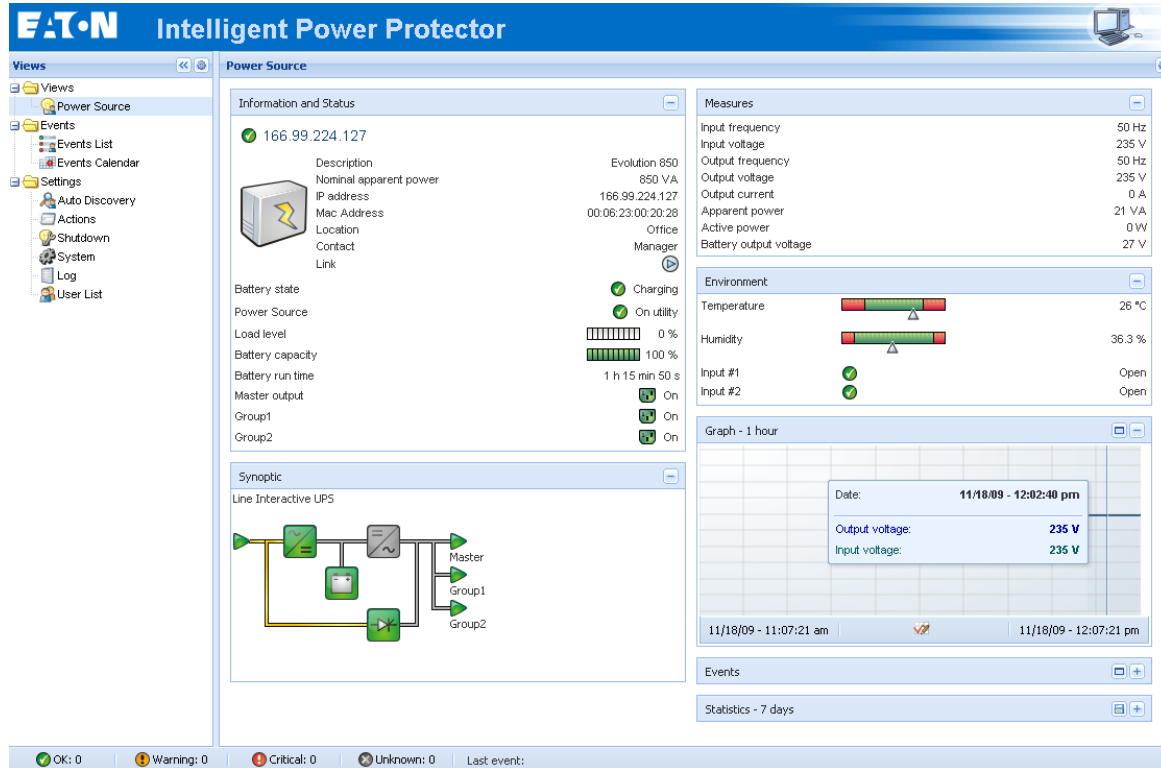 EATON Intelligent Power Protector
Views
Views
Power Source
Events
Events List
Events Calendar
Settings
Auto Discovery
Actions
Shutdown
System
Log
User List
Power Source
Information and Status
166.99.224.127
Description Evolution 850
Nominal apparent power 850 VA
IP address 166.99.224.127
Mac Address 00:06:23:00:20:28
Location Office
Contact Manager
Link
Battery state Charging
Power Source On utility
Load level 0 %
Battery capacity 100 %
Battery run time 1 h 15 min 50 s
Master output On
Group1 On
Group2 On
Synoptic
Line Interactive UPS
Master
Group1
Group2
Measures
Input frequency 50 Hz
Input voltage 235 V
Output frequency 50 Hz
Output voltage 235 V
Output current 0 A
Apparent power 21 VA
Active power 0 W
Battery output voltage 27 V
Environment
Temperature 26 °C
Humidity 36.3 %
Input #1 Open
Input #2 Open
Graph - 1 hour
Date: 11/18/09 - 12:02:40 pm
Output voltage: 235 V
Input voltage: 235 V
11/18/09 - 11:07:21 am 11/18/09 - 12:07:21 pm
Events
Statistics - 7 days
OK: 0 Warning: 0 Critical: 0 Unknown: 0 Last event: